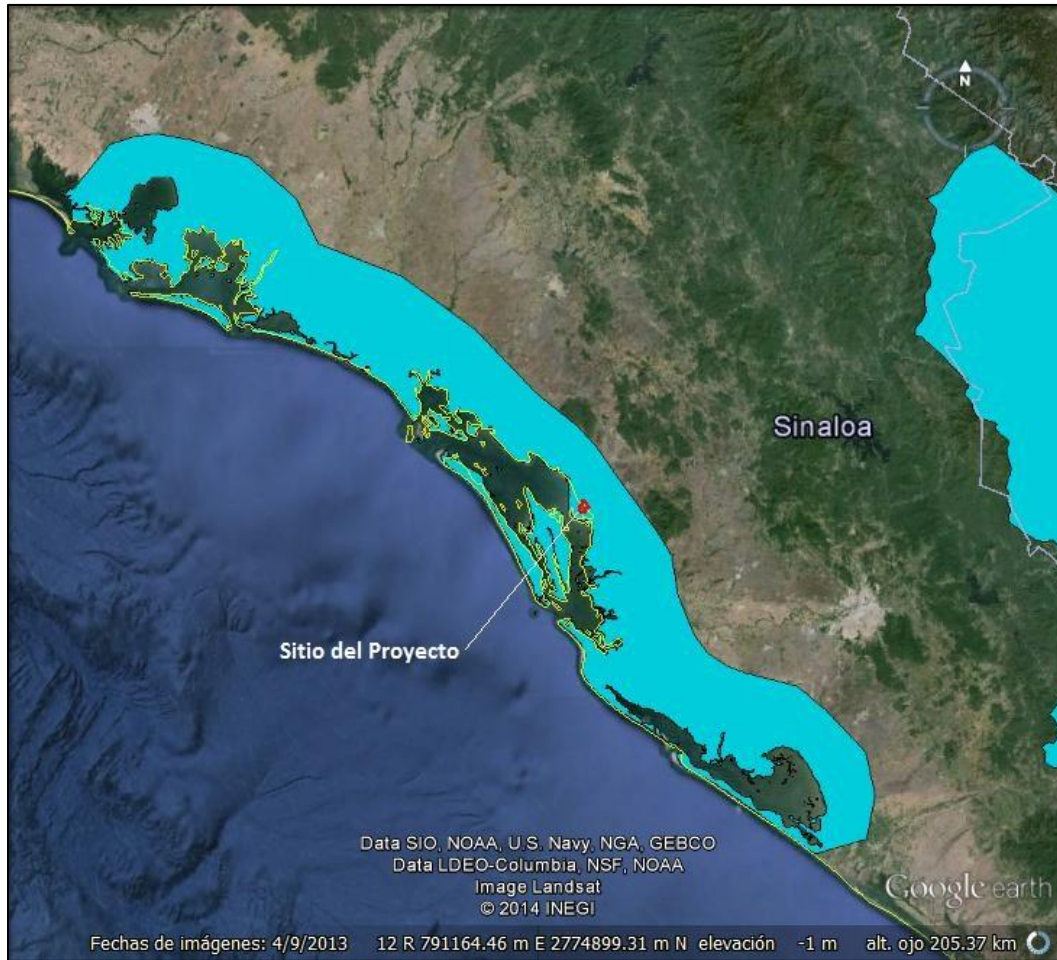 N
Sinaloa
Sitio del Proyecto
Data SIO, NOAA, U.S. Navy, NGA, GEBCO
Data LDEO-Columbia, NSF, NOAA
Image Landsat
© 2014 INEGI
Google earth
Fechas de imágenes: 4/9/2013 12 R 791164.46 m E 2774899.31 m N elevación -1 m alt. ojo 205.37 km